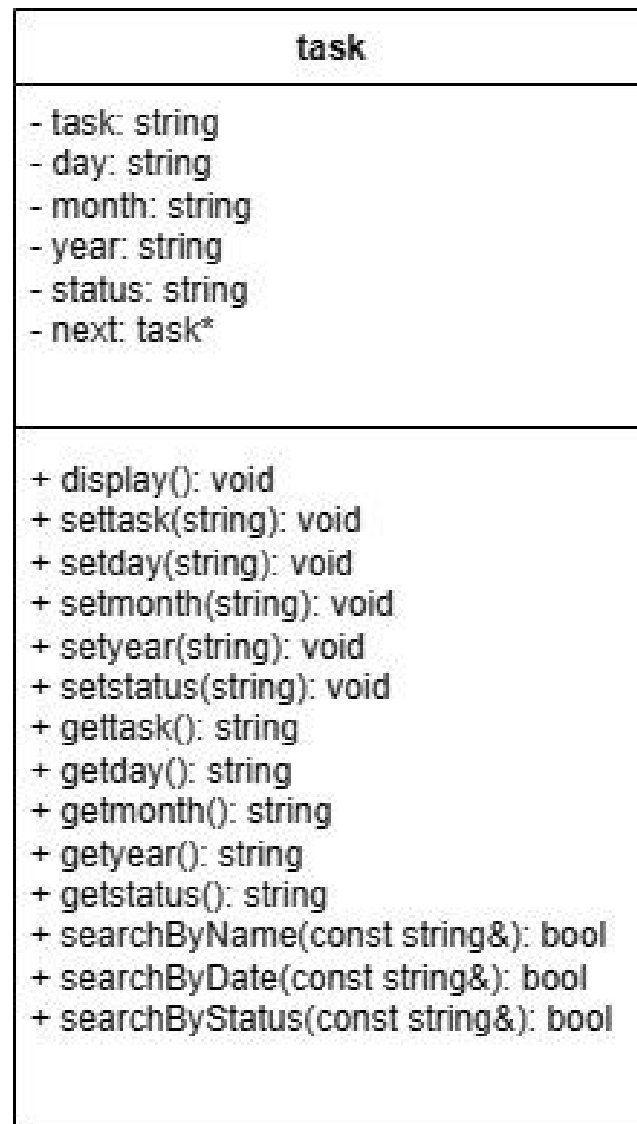 task
- task: string
- day: string
- month: string
- year: string
- status: string
- next: task*
+ display(): void
+ settask(string): void
+ setday(string): void
+ setmonth(string): void
+ setyear(string): void
+ setstatus(string): void
+ gettask(): string
+ getday(): string
+ getmonth(): string
+ getyear(): string
+ getstatus(): string
+ searchByName(const string&): bool
+ searchByDate(const string&): bool
+ searchByStatus(const string&): bool